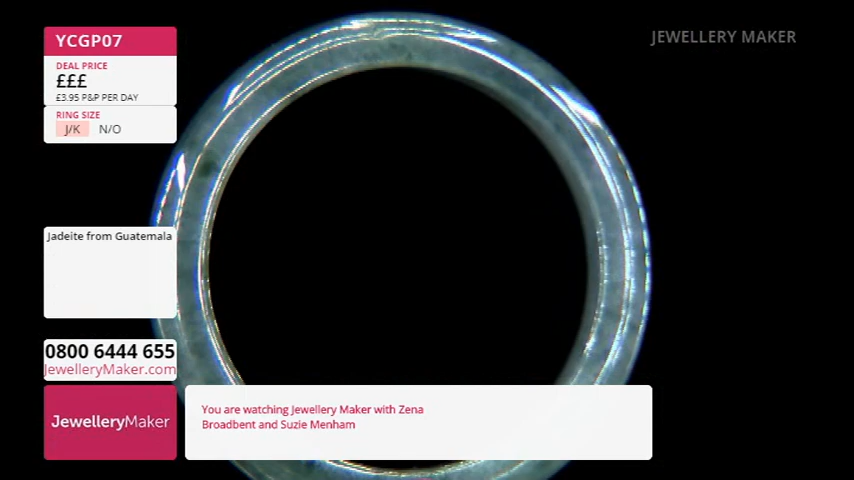 YCGP07
DEAL PRICE
£££
£3.95 P&P PER DAY
RING SIZE
J/K N/O
Jadeite from Guatemala
0800 6444 655
JewelleryMaker.com
JewelleryMaker
You are watching Jewellery Maker with Zena
Broadbent and Suzie Menham
JEWELLERY MAKER